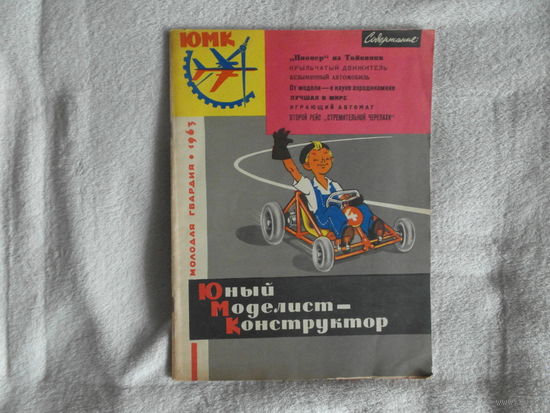 ЮМК
Содержание:
„Пионер" из Тайнинки
КРЫЛЬЧАТЫЙ ДВИЖИТЕЛЬ
БЕЗЫМЯННЫЙ АВТОМОБИЛЬ
От модели — к науке аэродинамике
ЛУЧШАЯ В МИРЕ
ИГРАЮЩИЙ АВТОМАТ
ВТОРОЙ РЕЙС „СТРЕМИТЕЛЬНОЙ ЧЕРЕПАХИ"
МОЛОДАЯ ГВАРДИЯ • 1963
4
Юный
Моделист—
Конструктор